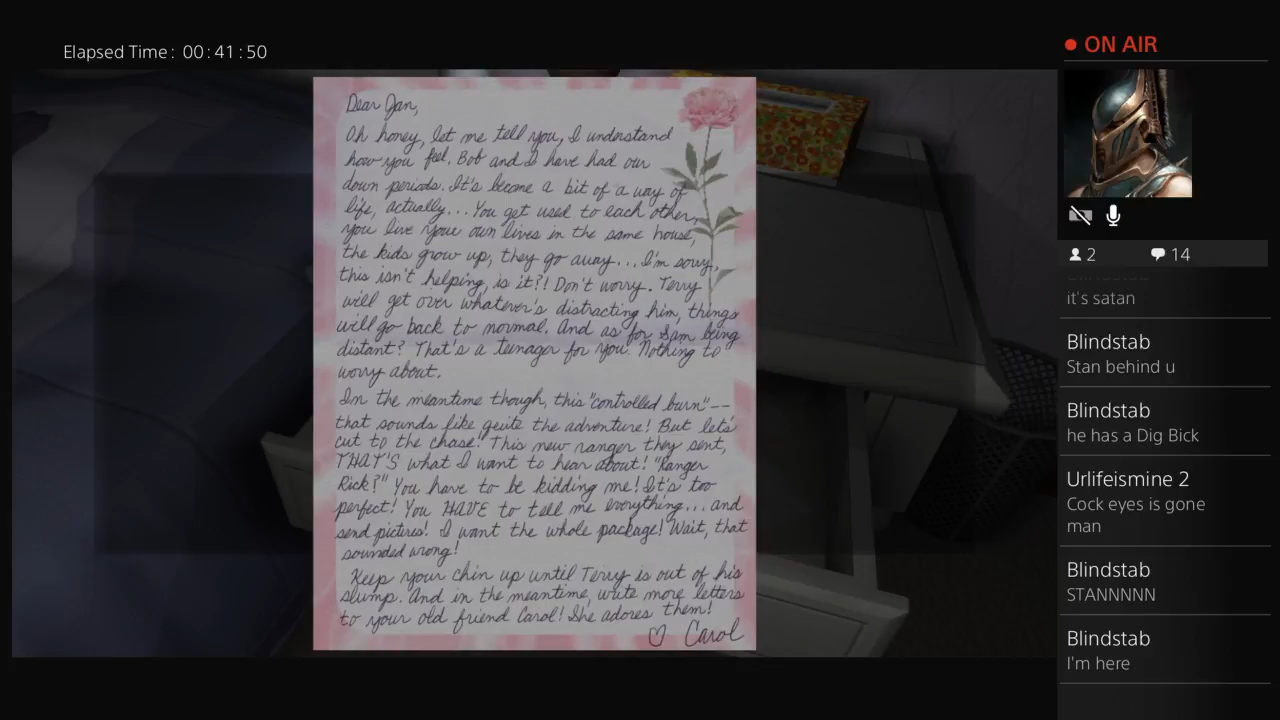 Elapsed Time: 00:41:50
ON AIR
Dear Jan,
Oh honey, let me tell you, I understand
how you feel. Bob and I have had our
down periods. It's become a bit of a way of
life, actually... You get used to each other,
you live your own lives in the same house,
the kids grow up, they go away... I'm sorry,
this isn't helping, is it?! Don't worry. Terry
will get over whatever's distracting him, things
will go back to normal. And as for Sam being
distant? That's a teenager for you. Nothing to
worry about.
In the meantime though, this "controlled burn"--
that sounds like quite the adventure! But let's
cut to the chase! This new ranger they sent,
THAT'S what I want to hear about! "Ranger
Rick?" You have to be kidding me! It's too
perfect! You HAVE to tell me everything... and
send pictures! I want the whole package! Wait, that
sounded wrong!
Keep your chin up until Terry is out of his
slump. And in the meantime, write more letters
to your old friend Carol! She adores them!
♡ Carol
2
14
it's satan
Blindstab
Stan behind u
Blindstab
he has a Dig Bick
Urlifeismine 2
Cock eyes is gone
man
Blindstab
STANNNNN
Blindstab
I'm here